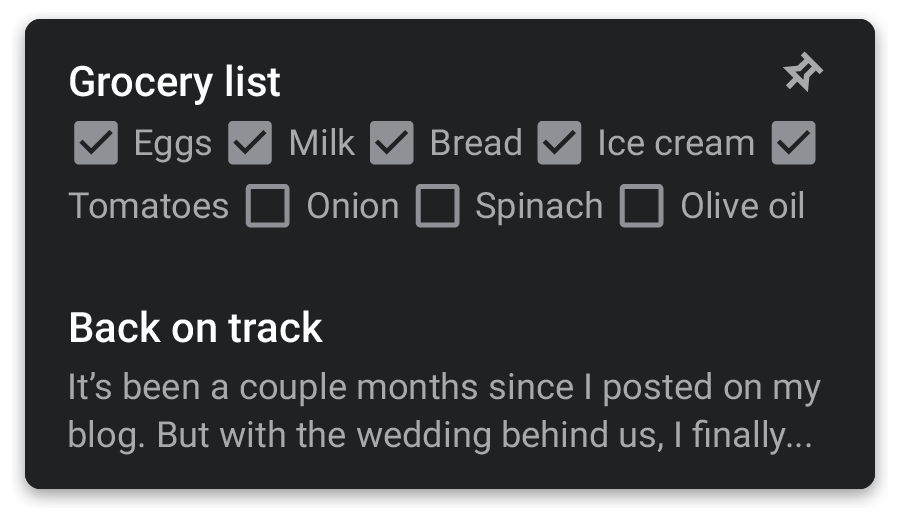 Grocery list
Eggs Milk Bread Ice cream
Tomatoes Onion Spinach Olive oil
Back on track
It's been a couple months since I posted on my
blog. But with the wedding behind us, I finally...